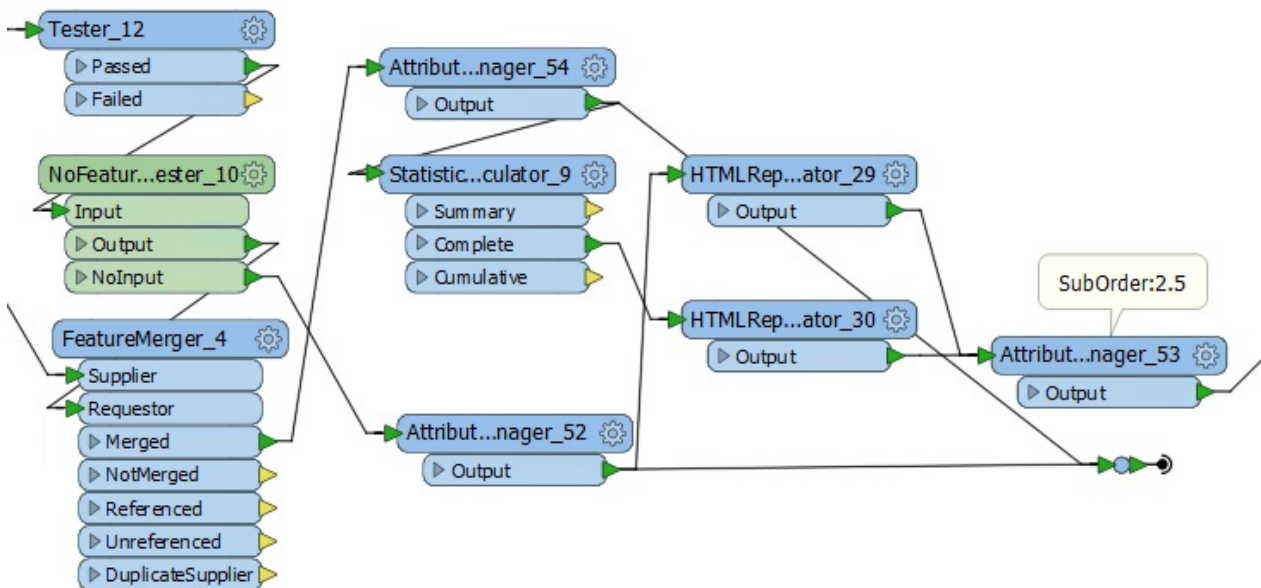 Tester_12
Passed
Failed
NoFeatur...ester_10
Input
Output
NoInput
FeatureMerger_4
Supplier
Requestor
Merged
NotMerged
Referenced
Unreferenced
DuplicateSupplier
Attribut...nager_54
Output
Statistic...culator_9
Summary
Complete
Cumulative
Attribut...nager_52
Output
HTMLRep...ator_29
Output
HTMLRep...ator_30
Output
SubOrder:2.5
Attribut...nager_53
Output